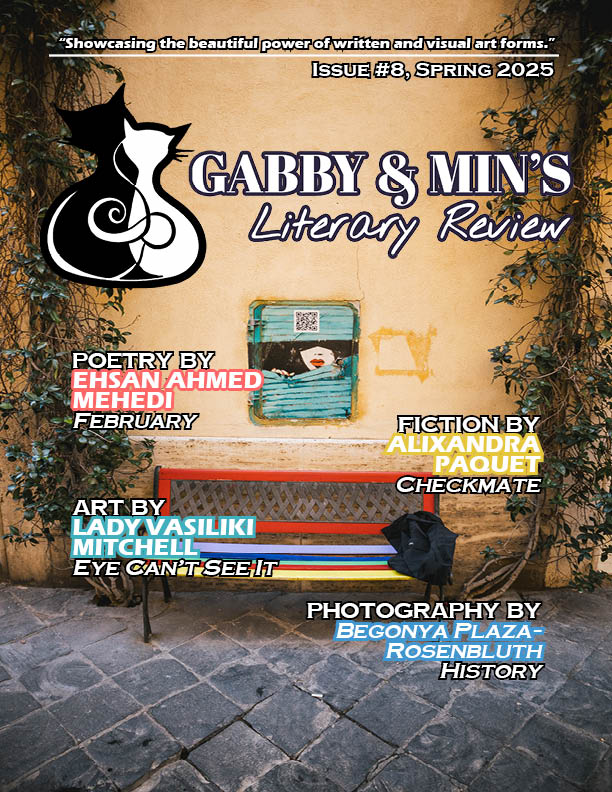 “Showcasing the beautiful power of written and visual art forms.”
Issue #8, Spring 2025
GABBY & MIN’S
Literary Review
POETRY BY
EHSAN AHMED
MEHEDI
February
FICTION BY
ALIXANDRA
PAQUET
Checkmate
ART BY
LADY VASILIKI
MITCHELL
Eye Can’t See It
PHOTOGRAPHY BY
Begonya Plaza-
Rosenbluth
History